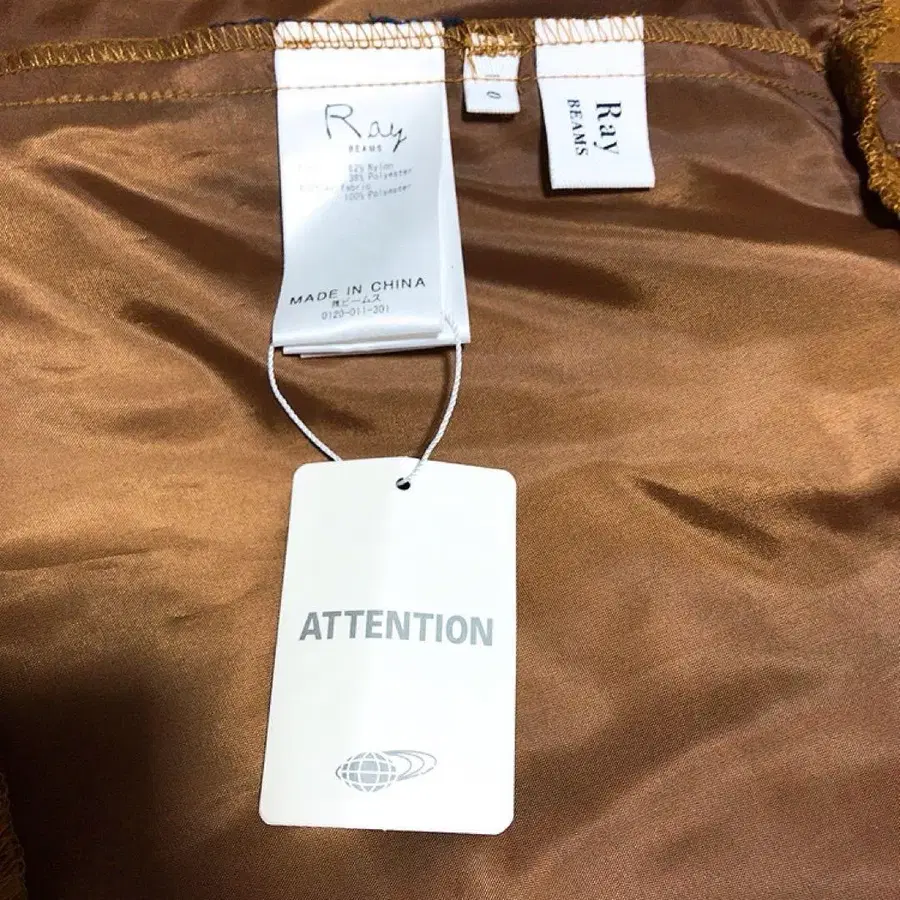 Ray
BEAMS
62% Nylon
38% Polyester
fabric
100% Polyester
MADE IN CHINA
㈱ビームス
0120-011-301
0
Ray
BEAMS
ATTENTION